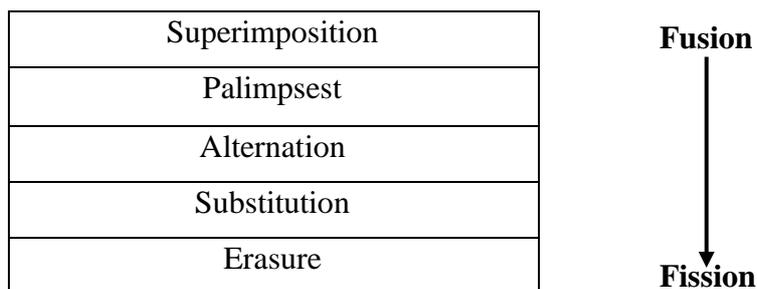 Superimposition
Fusion
Palimpsest
Alternation
Substitution
Erasure
Fission